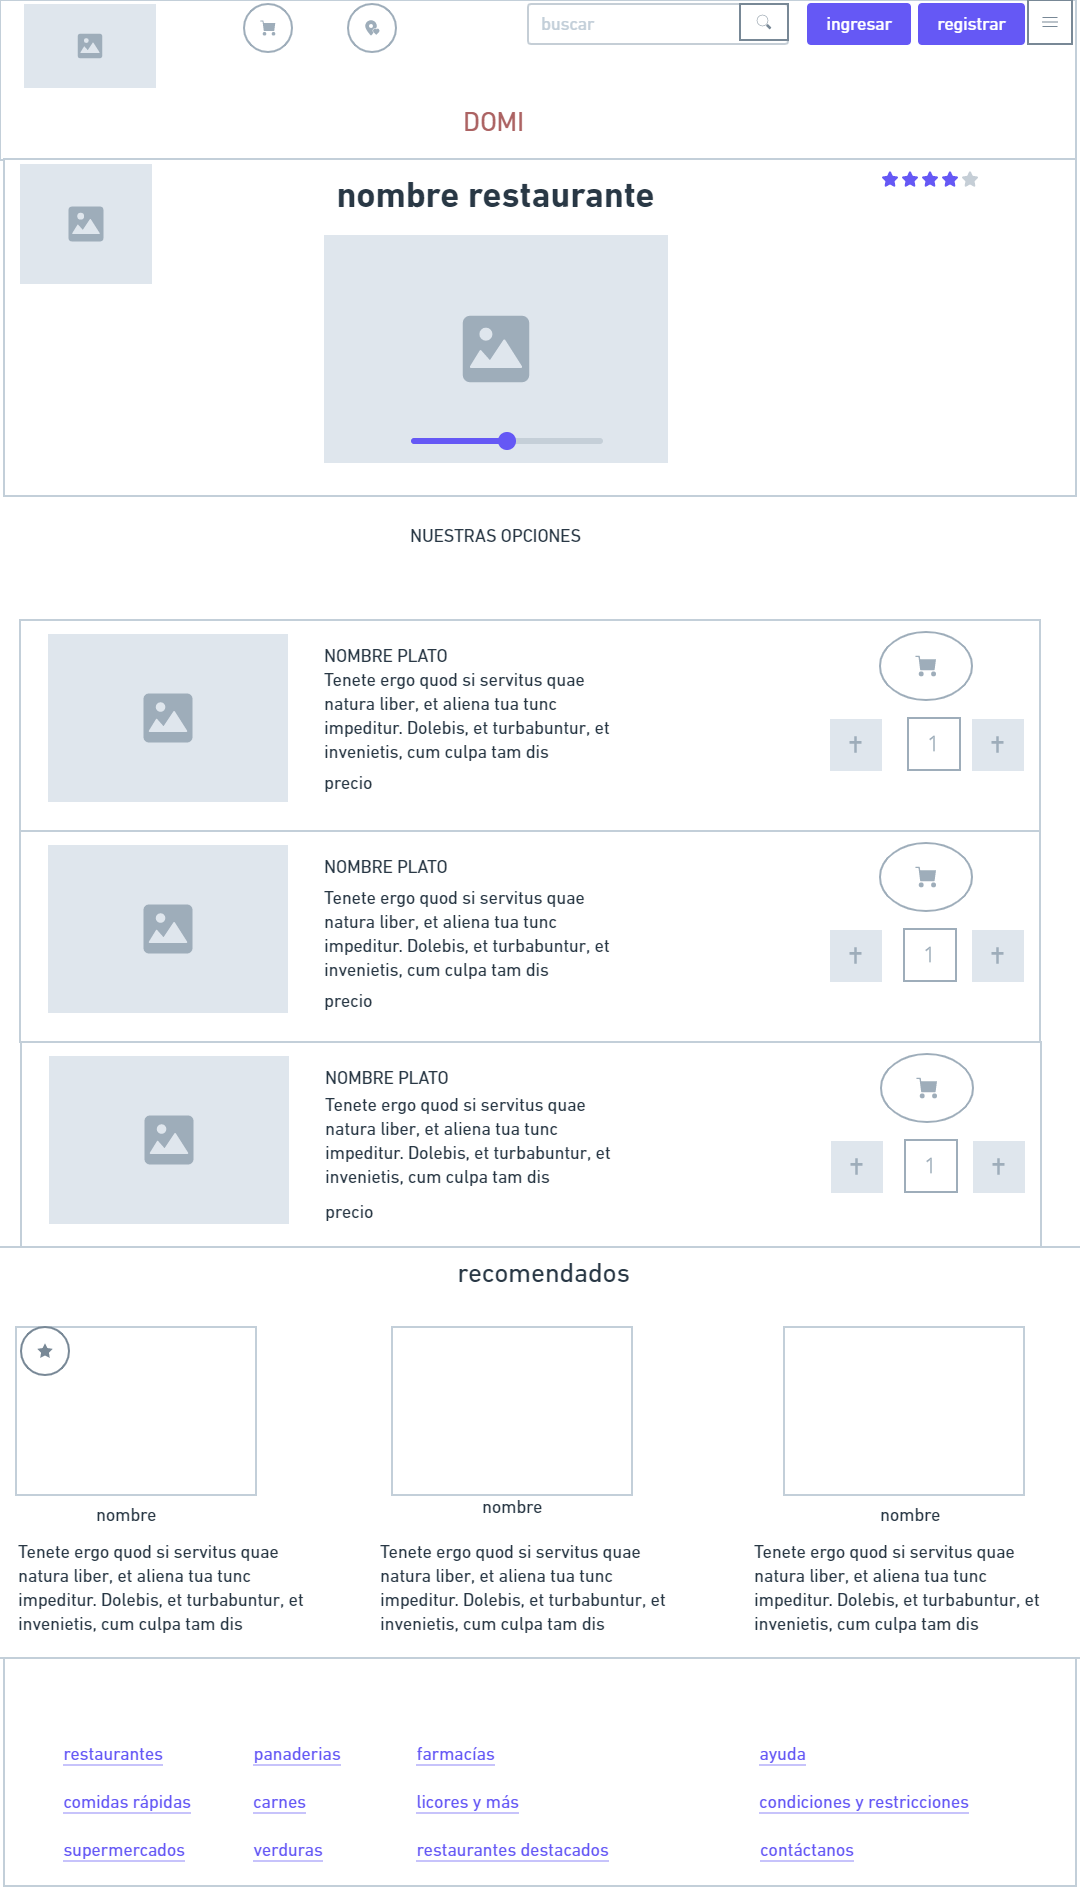 buscar
ingresar
registrar
DOMI
nombre restaurante
NUESTRAS OPCIONES
NOMBRE PLATO
Tenete ergo quod si servitus quae
natura liber, et aliena tua tunc
impeditur. Dolebis, et turbabuntur, et
invenietis, cum culpa tam dis
precio
1
NOMBRE PLATO
Tenete ergo quod si servitus quae
natura liber, et aliena tua tunc
impeditur. Dolebis, et turbabuntur, et
invenietis, cum culpa tam dis
precio
1
NOMBRE PLATO
Tenete ergo quod si servitus quae
natura liber, et aliena tua tunc
impeditur. Dolebis, et turbabuntur, et
invenietis, cum culpa tam dis
precio
1
recomendados
nombre
Tenete ergo quod si servitus quae
natura liber, et aliena tua tunc
impeditur. Dolebis, et turbabuntur, et
invenietis, cum culpa tam dis
nombre
Tenete ergo quod si servitus quae
natura liber, et aliena tua tunc
impeditur. Dolebis, et turbabuntur, et
invenietis, cum culpa tam dis
nombre
Tenete ergo quod si servitus quae
natura liber, et aliena tua tunc
impeditur. Dolebis, et turbabuntur, et
invenietis, cum culpa tam dis
restaurantes
comidas rápidas
supermercados
panaderias
carnes
verduras
farmacías
licores y más
restaurantes destacados
ayuda
condiciones y restricciones
contáctanos